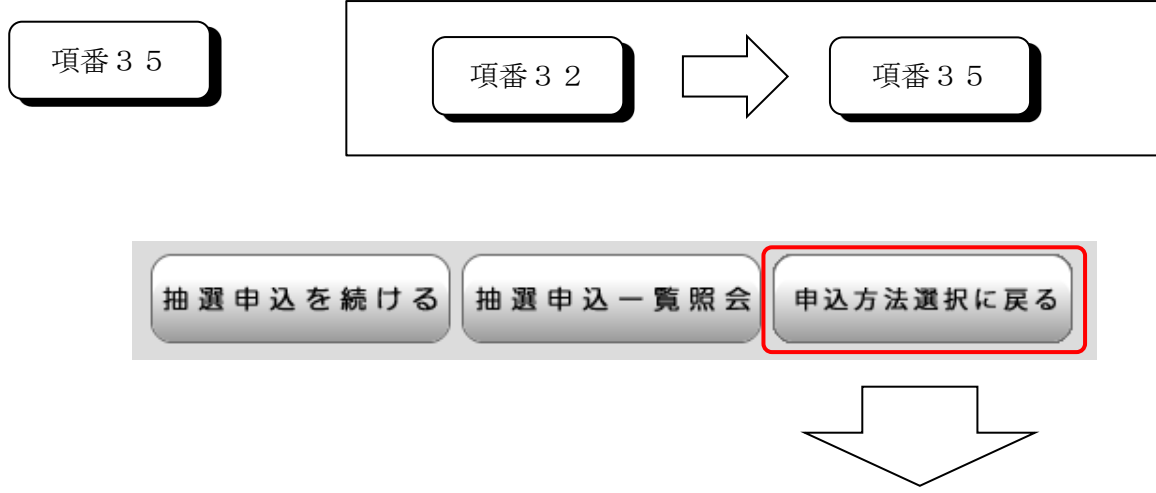 項番３５
項番３２
項番３５
抽選申込を続ける
抽選申込一覧照会
申込方法選択に戻る